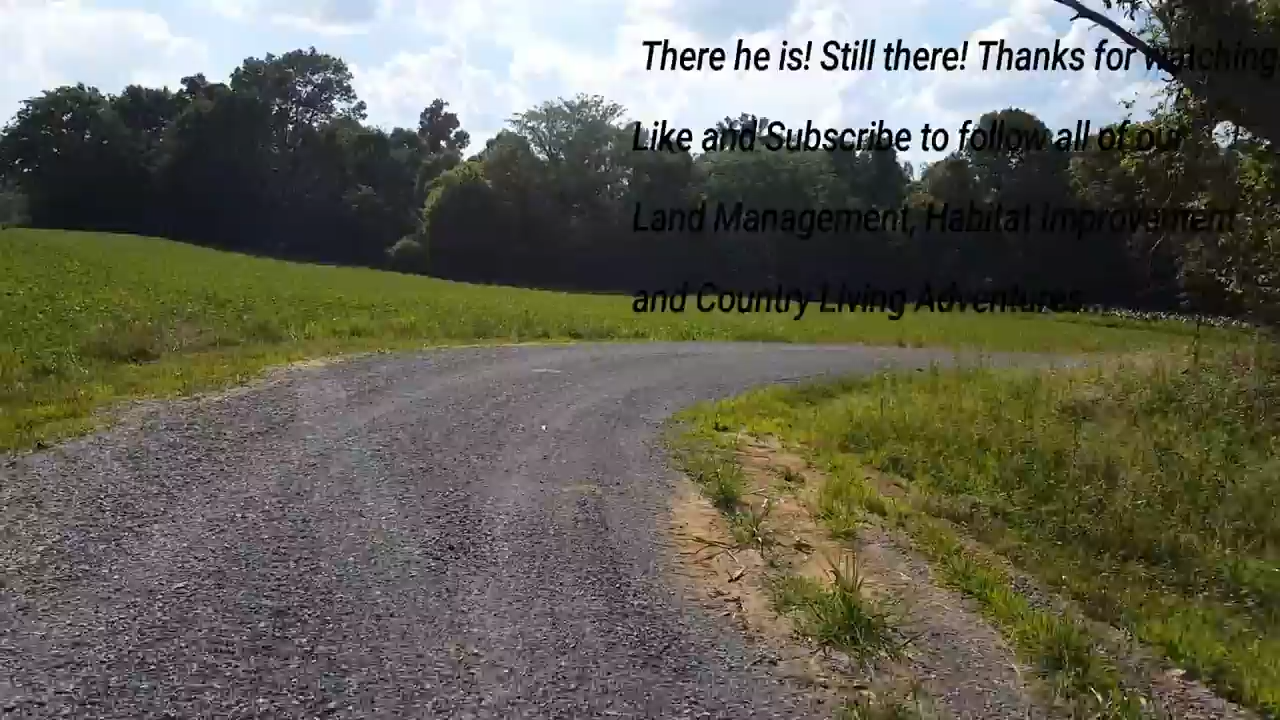 There he is! Still there! Thanks for watching
Like and Subscribe to follow all of our
Land Management, Habitat Improvement
and Country Living Adventures...